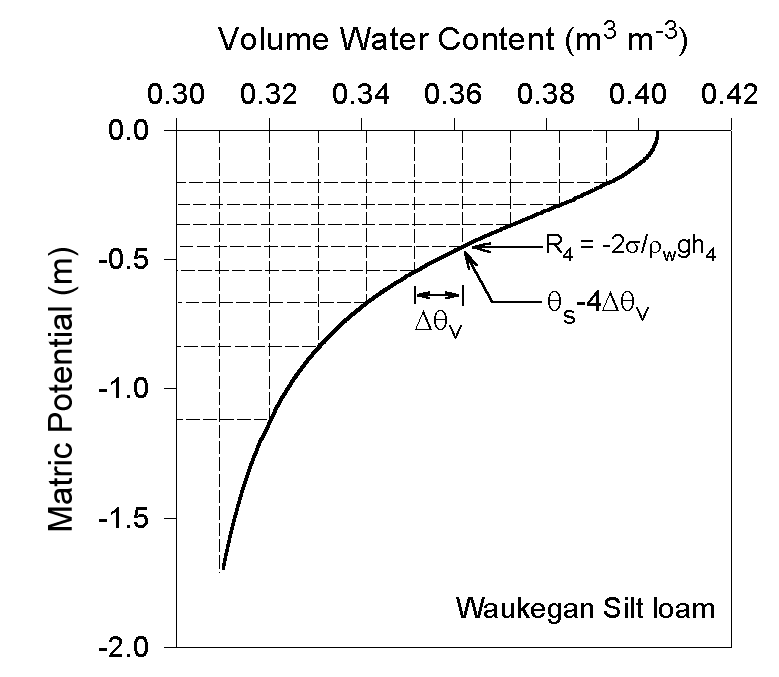 Volume Water Content (m³ m⁻³)
0.30 0.32 0.34 0.36 0.38 0.40 0.42
0.0
-0.5
-1.0
-1.5
-2.0
Matric Potential (m)
R₄ = -2σ/ρ_wgh₄
θₛ-4Δθᵥ
Δθᵥ
Waukegan Silt loam